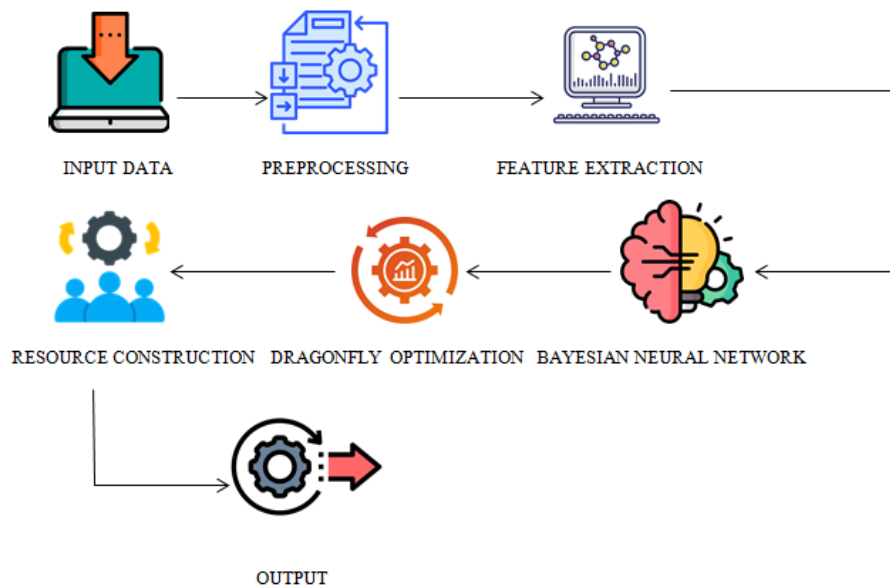 INPUT DATA
PREPROCESSING
FEATURE EXTRACTION
RESOURCE CONSTRUCTION
DRAGONFLY OPTIMIZATION
BAYESIAN NEURAL NETWORK
OUTPUT